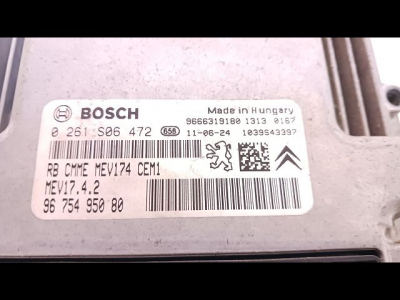 BOSCH
Made in Hungary
0 261 S06 472
656
9666319180 1313 0167
11-06-24 1039S43397
RB CMME MEV174 CEM1
MEV17.4.2
96 754 950 80